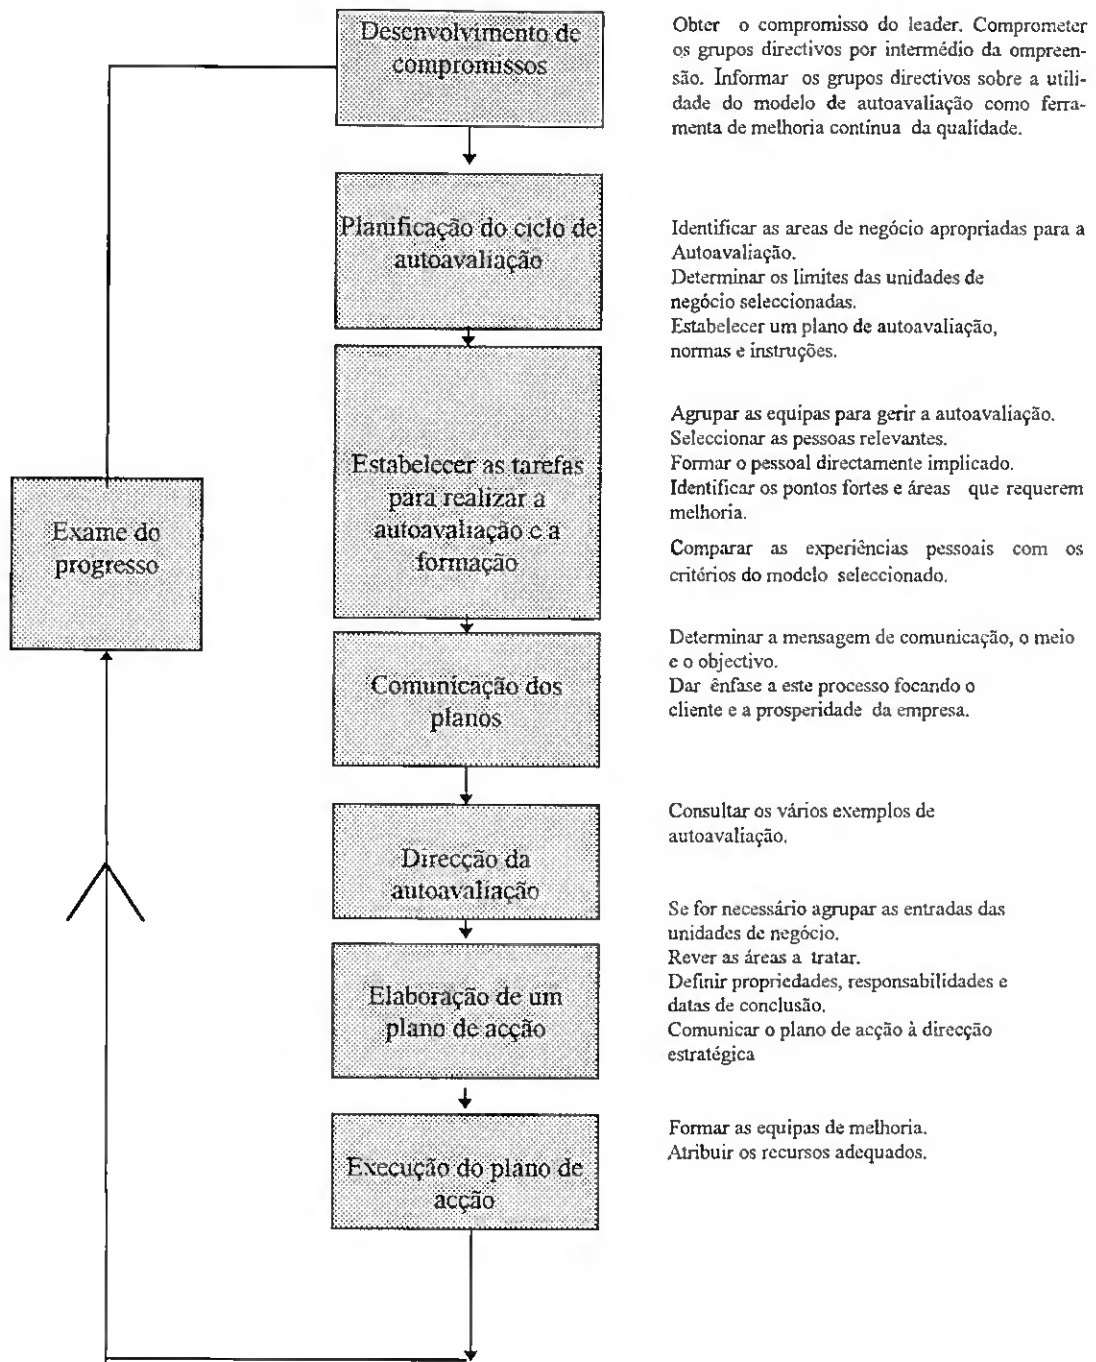 Desenvolvimento de
compromissos
Obter o compromisso do leader. Comprometer
os grupos directivos por intermédio da ompreen-
são. Informar os grupos directivos sobre a utili-
dade do modelo de autoavaliação como ferra-
menta de melhoria contínua da qualidade.
Planificação do ciclo de
autoavaliação
Identificar as areas de negócio apropriadas para a
Autoavaliação.
Determinar os limites das unidades de
negócio seleccionadas.
Estabelecer um plano de autoavaliação,
normas e instruções.
Estabelecer as tarefas
para realizar a
autoavaliação e a
formação
Agrupar as equipas para gerir a autoavaliação.
Seleccionar as pessoas relevantes.
Formar o pessoal directamente implicado.
Identificar os pontos fortes e áreas que requerem
melhoria.
Comparar as experiências pessoais com os
critérios do modelo seleccionado.
Exame do
progresso
Comunicação dos
planos
Determinar a mensagem de comunicação, o meio
e o objectivo.
Dar ênfase a este processo focando o
cliente e a prosperidade da empresa.
Direcção da
autoavaliação
Consultar os vários exemplos de
autoavaliação.
Elaboração de um
plano de acção
Se for necessário agrupar as entradas das
unidades de negócio.
Rever as áreas a tratar.
Definir propriedades, responsabilidades e
datas de conclusão.
Comunicar o plano de acção à direcção
estratégica
Execução do plano de
acção
Formar as equipas de melhoria.
Atribuir os recursos adequados.